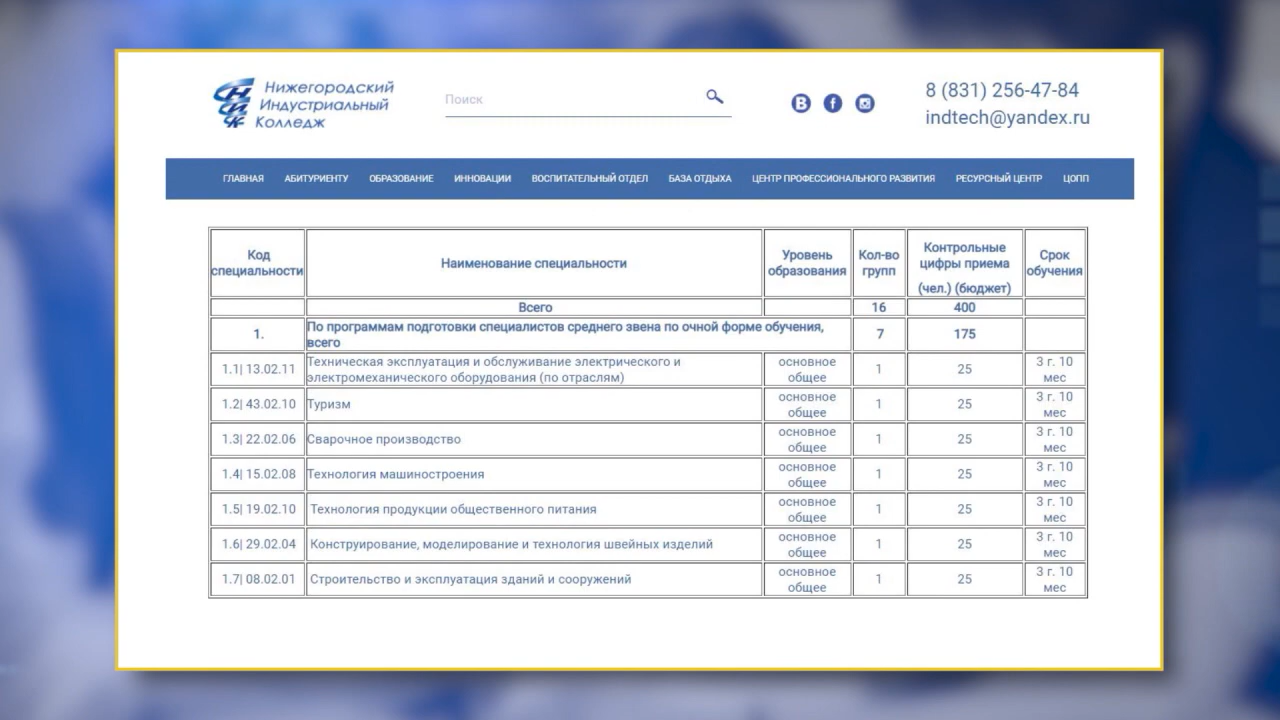 Нижегородский
Индустриальный
Колледж
Поиск
8 (831) 256-47-84
indtech@yandex.ru
ГЛАВНАЯ АБИТУРИЕНТУ ОБРАЗОВАНИЕ ИННОВАЦИИ ВОСПИТАТЕЛЬНЫЙ ОТДЕЛ БАЗА ОТДЫХА ЦЕНТР ПРОФЕССИОНАЛЬНОГО РАЗВИТИЯ РЕСУРСНЫЙ ЦЕНТР ЦОПП
Код
специальности
Наименование специальности
Уровень
образования
Кол-во
групп
Контрольные
цифры приема
(чел.) (бюджет)
Срок
обучения
Всего 16 400
1. По программам подготовки специалистов среднего звена по очной форме обучения,
всего 7 175
1.1| 13.02.11 Техническая эксплуатация и обслуживание электрического и
электромеханического оборудования (по отраслям) основное
общее 1 25 3 г. 10
мес
1.2| 43.02.10 Туризм основное
общее 1 25 3 г. 10
мес
1.3| 22.02.06 Сварочное производство основное
общее 1 25 3 г. 10
мес
1.4| 15.02.08 Технология машиностроения основное
общее 1 25 3 г. 10
мес
1.5| 19.02.10 Технология продукции общественного питания основное
общее 1 25 3 г. 10
мес
1.6| 29.02.04 Конструирование, моделирование и технология швейных изделий основное
общее 1 25 3 г. 10
мес
1.7| 08.02.01 Строительство и эксплуатация зданий и сооружений основное
общее 1 25 3 г. 10
мес